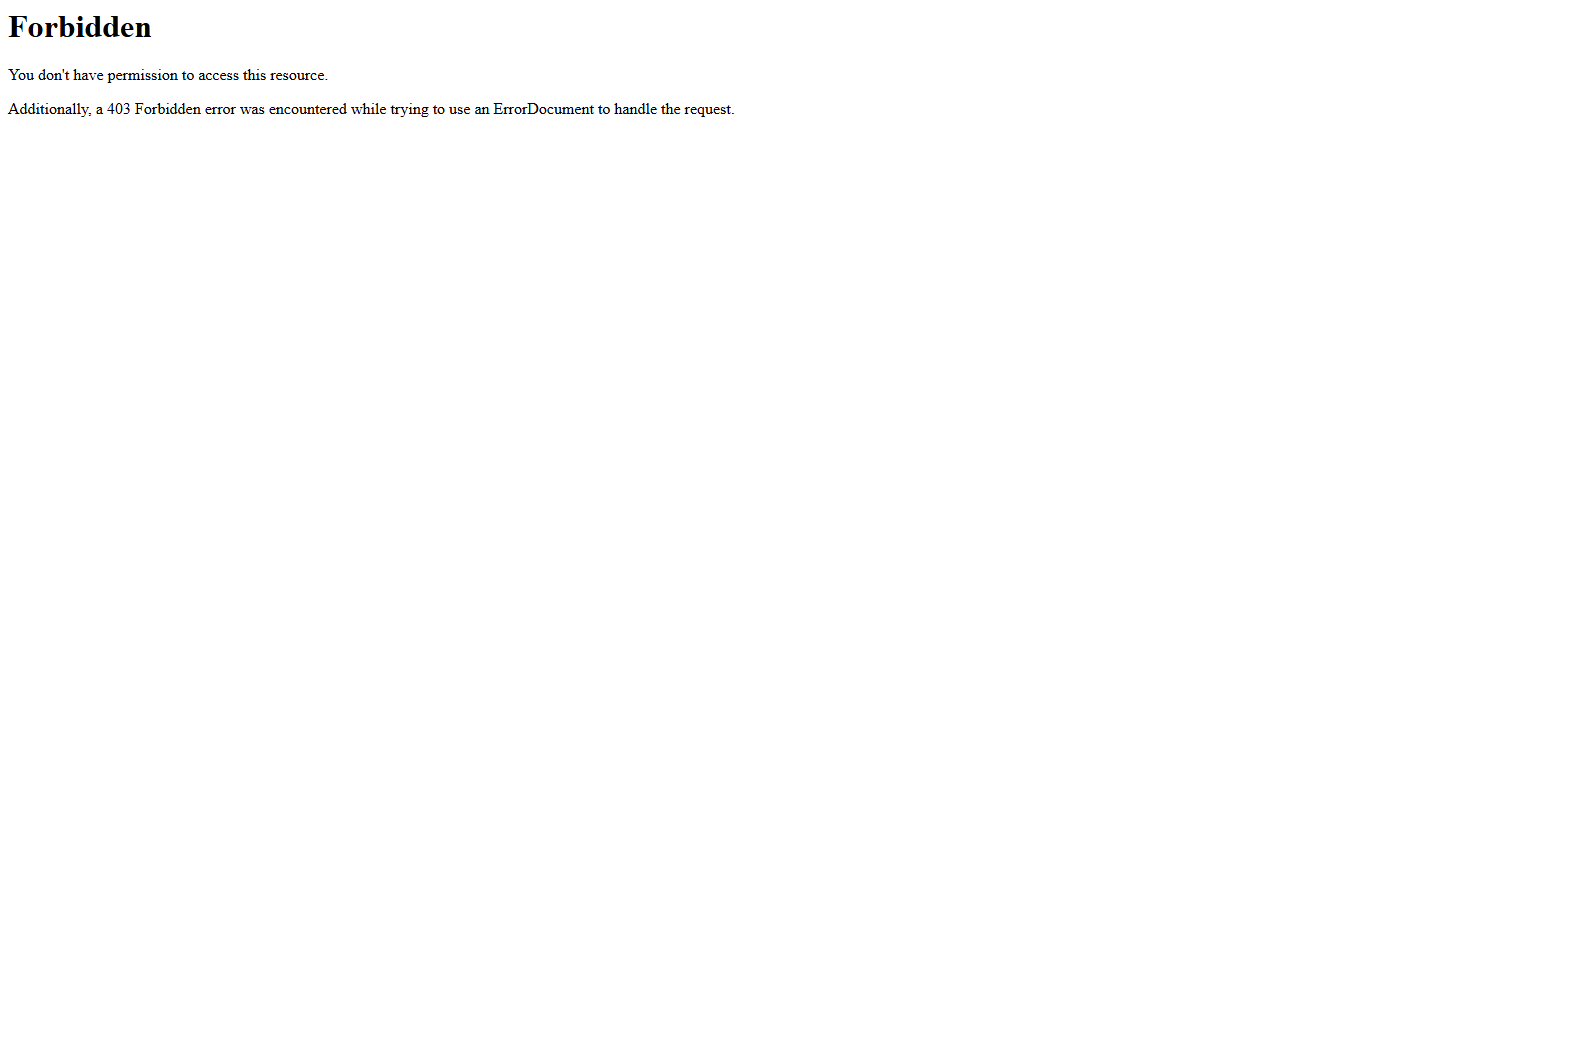 Forbidden
You don't have permission to access this resource.
Additionally, a 403 Forbidden error was encountered while trying to use an ErrorDocument to handle the request.